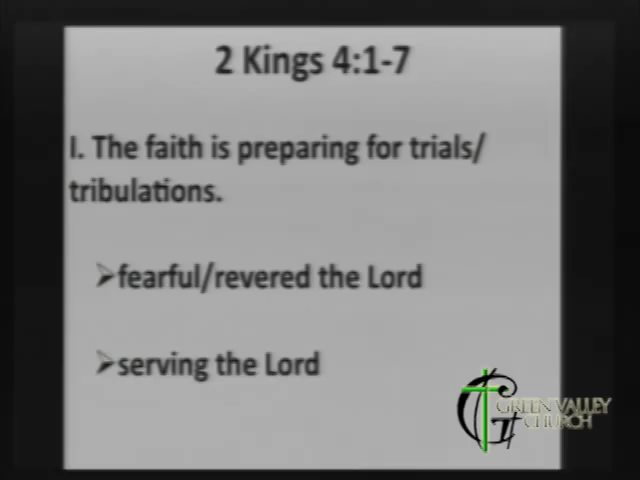 2 Kings 4:1-7
I. The faith is preparing for trials/
tribulations.
➢fearful/revered the Lord
➢serving the Lord
GREEN VALLEY
CHURCH